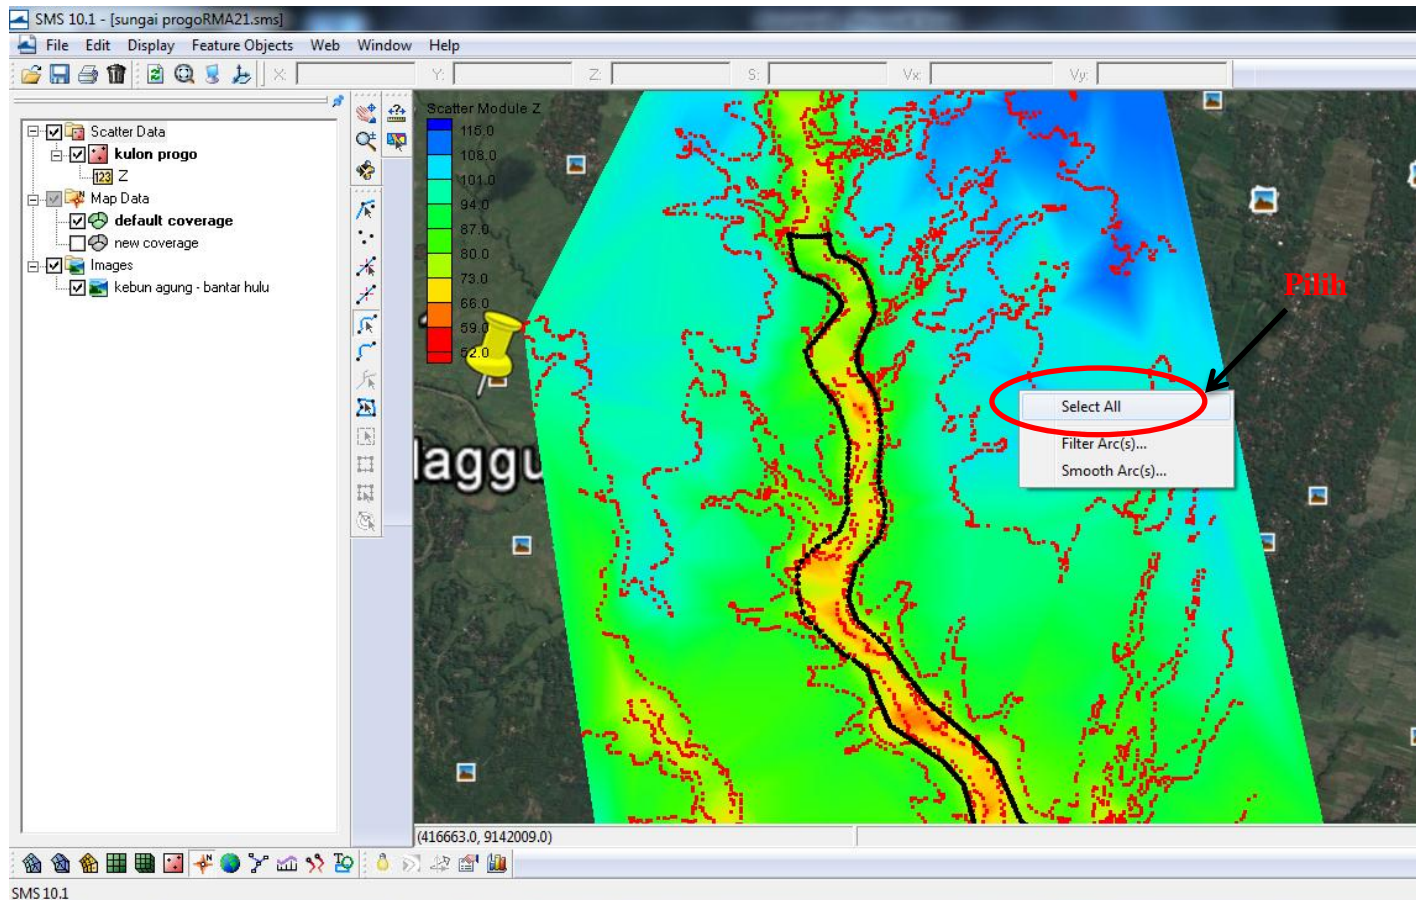 SMS 10.1 - [sungai progoRMA21.sms]
File Edit Display Feature Objects Web Window Help
X: Y: Z: S: Vx: Vy:
Scatter Data
kulon progo
123 Z
Map Data
default coverage
new coverage
Images
kebun agung - bantar hulu
Scatter Module Z
115.0
108.0
101.0
94.0
87.0
80.0
73.0
66.0
59.0
52.0
laggu
Pilih
Select All
Filter Arc(s)...
Smooth Arc(s)...
(416663.0, 9142009.0)
SMS 10.1